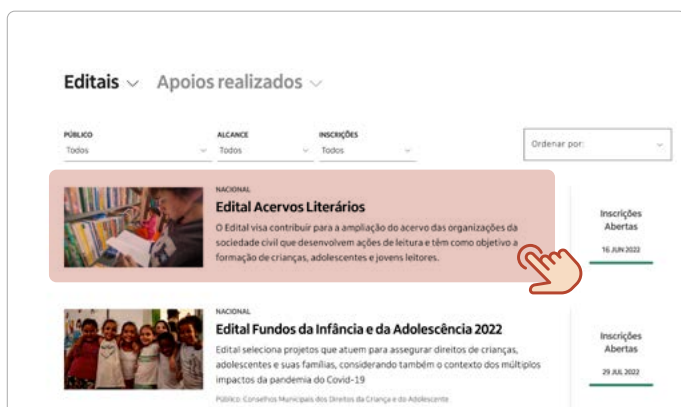 Editais Apoios realizados
PÚBLICO ALCANCE INSCRIÇÕES
Todos Todos Todos Ordenar por:
NACIONAL
Edital Acervos Literários
O Edital visa contribuir para a ampliação do acervo das organizações da
sociedade civil que desenvolvem ações de leitura e têm como objetivo a
formação de crianças, adolescentes e jovens leitores.
Inscrições
Abertas
16 JUN 2022
NACIONAL
Edital Fundos da Infância e da Adolescência 2022
Edital seleciona projetos que atuem para assegurar direitos de crianças,
adolescentes e suas famílias, considerando também o contexto dos múltiplos
impactos da pandemia do Covid-19
Público: Conselhos Municipais dos Direitos da Criança e do Adolescente
Inscrições
Abertas
29 JUL 2022